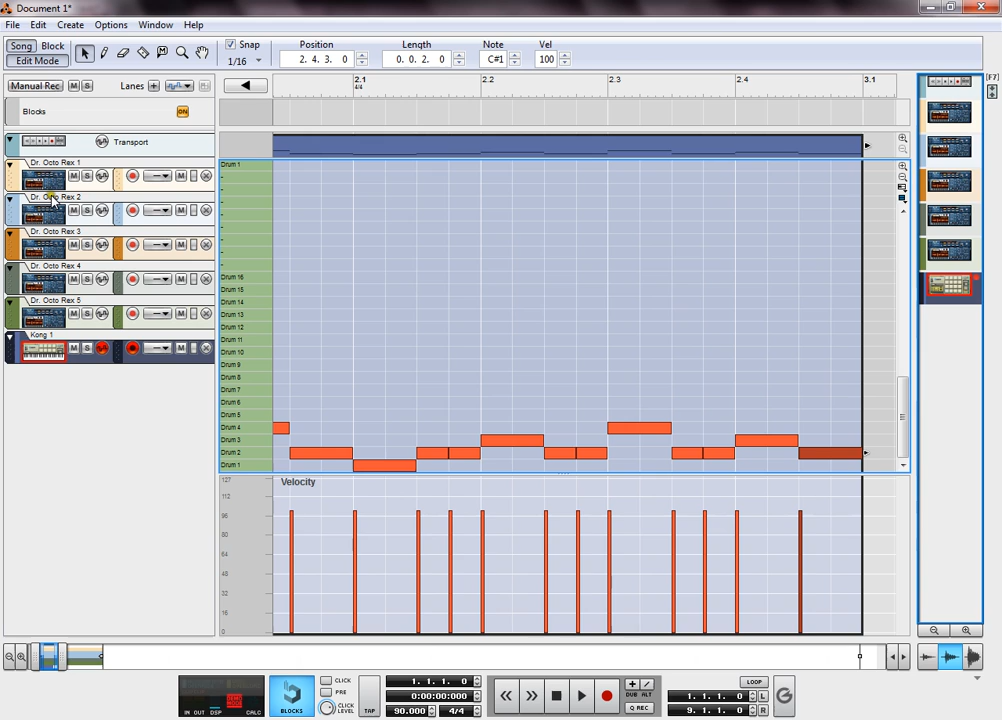 Document 1*
File Edit Create Options Window Help
Song Block
Edit Mode
Snap
1/16
Position
2. 4. 3. 0
Length
0. 0. 2. 0
Note
C#1
Vel
100
[F7]
Manual Rec M S Lanes
2.1
4/4
2.2
2.3
2.4
3.1
Blocks
ON
Transport
Dr. Octo Rex 1
M S M
Dr. Octo Rex 2
M S M
Dr. Octo Rex 3
M S M
Dr. Octo Rex 4
M S M
Dr. Octo Rex 5
M S M
Kong 1
M S M
Drum 1
Drum 16
Drum 15
Drum 14
Drum 13
Drum 12
Drum 11
Drum 10
Drum 9
Drum 8
Drum 7
Drum 6
Drum 5
Drum 4
Drum 3
Drum 2
Drum 1
Velocity
127
112
96
80
64
48
32
16
0
IN OUT DSP CALC
BLOCKS
CLICK
PRE
CLICK LEVEL
TAP
1. 1. 1. 0
0:00:00:000
90.000 4/4
DUB ALT
Q REC
LOOP
1. 1. 1. 0 L
9. 1. 1. 0 R